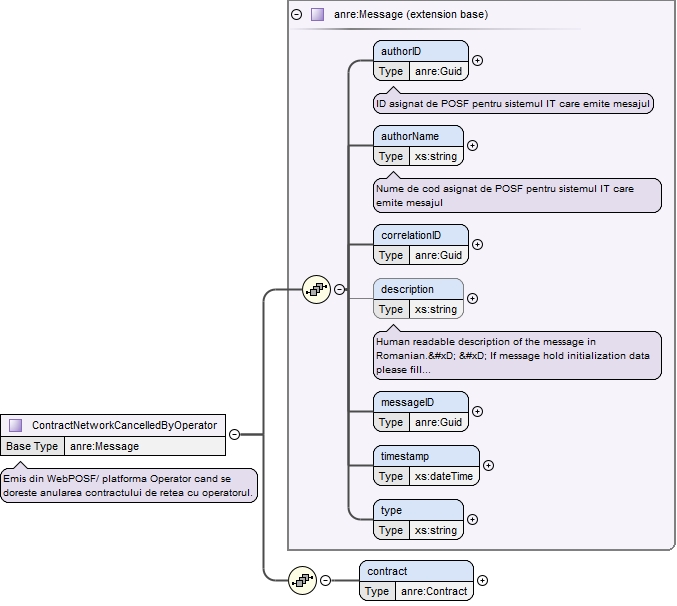 anre:Message (extension base)
authorID
Type anre:Guid
ID asignat de POSF pentru sistemul IT care emite mesajul
authorName
Type xs:string
Nume de cod asignat de POSF pentru sistemul IT care
emite mesajul
correlationID
Type anre:Guid
description
Type xs:string
Human readable description of the message in
Romanian.&#xD; &#xD; If message hold initialization data
please fill...
messageID
Type anre:Guid
timestamp
Type xs:dateTime
type
Type xs:string
ContractNetworkCancelledByOperator
Base Type anre:Message
Emis din WebPOSF/ platforma Operator cand se
doreste anularea contractului de retea cu operatorul.
contract
Type anre:Contract